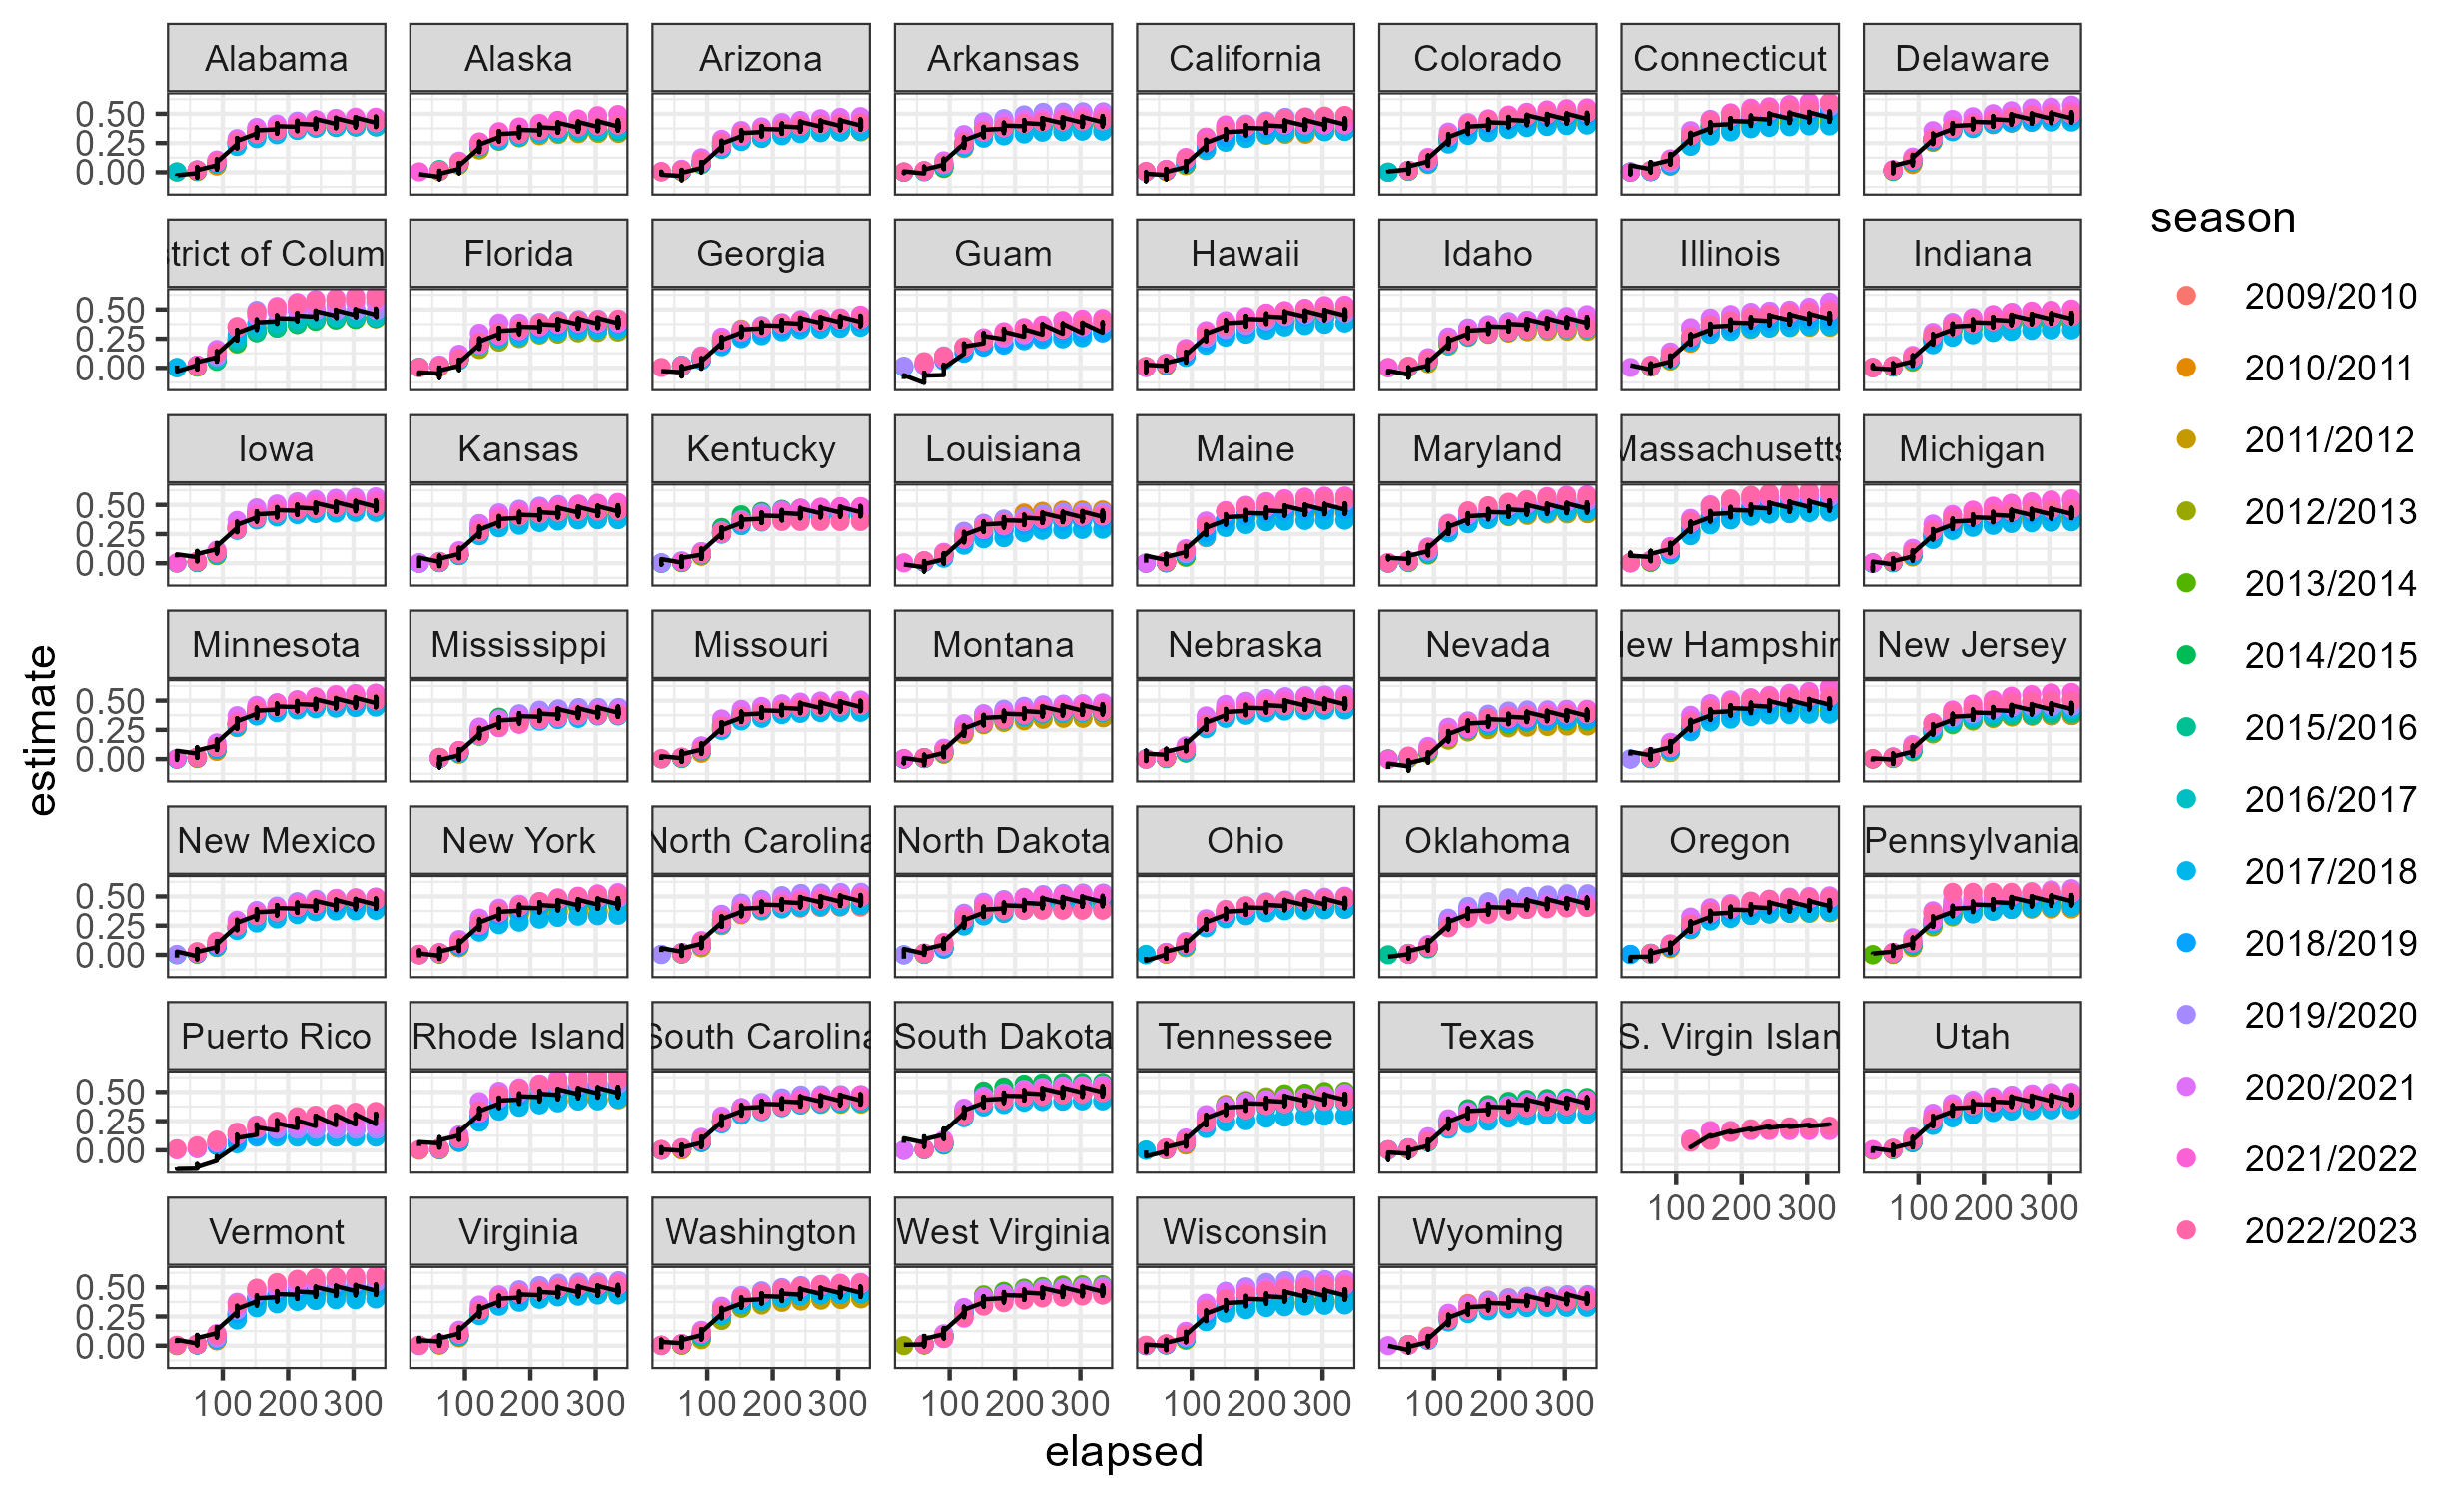 Alabama Alaska Arizona Arkansas California Colorado Connecticut Delaware
0.50
0.25
0.00
trict of Colum Florida Georgia Guam Hawaii Idaho Illinois Indiana
0.50
0.25
0.00
Iowa Kansas Kentucky Louisiana Maine Maryland Massachusetts Michigan
0.50
0.25
0.00
Minnesota Mississippi Missouri Montana Nebraska Nevada lew Hampshir New Jersey
0.50
0.25
0.00
New Mexico New York North Carolina North Dakota Ohio Oklahoma Oregon Pennsylvania
0.50
0.25
0.00
Puerto Rico Rhode Island South Carolina South Dakota Tennessee Texas S. Virgin Islan Utah
0.50
0.25
0.00
100 200 300 100 200 300
Vermont Virginia Washington West Virginia Wisconsin Wyoming
0.50
0.25
0.00
100 200 300 100 200 300 100 200 300 100 200 300 100 200 300 100 200 300
elapsed
estimate
season
2009/2010
2010/2011
2011/2012
2012/2013
2013/2014
2014/2015
2015/2016
2016/2017
2017/2018
2018/2019
2019/2020
2020/2021
2021/2022
2022/2023